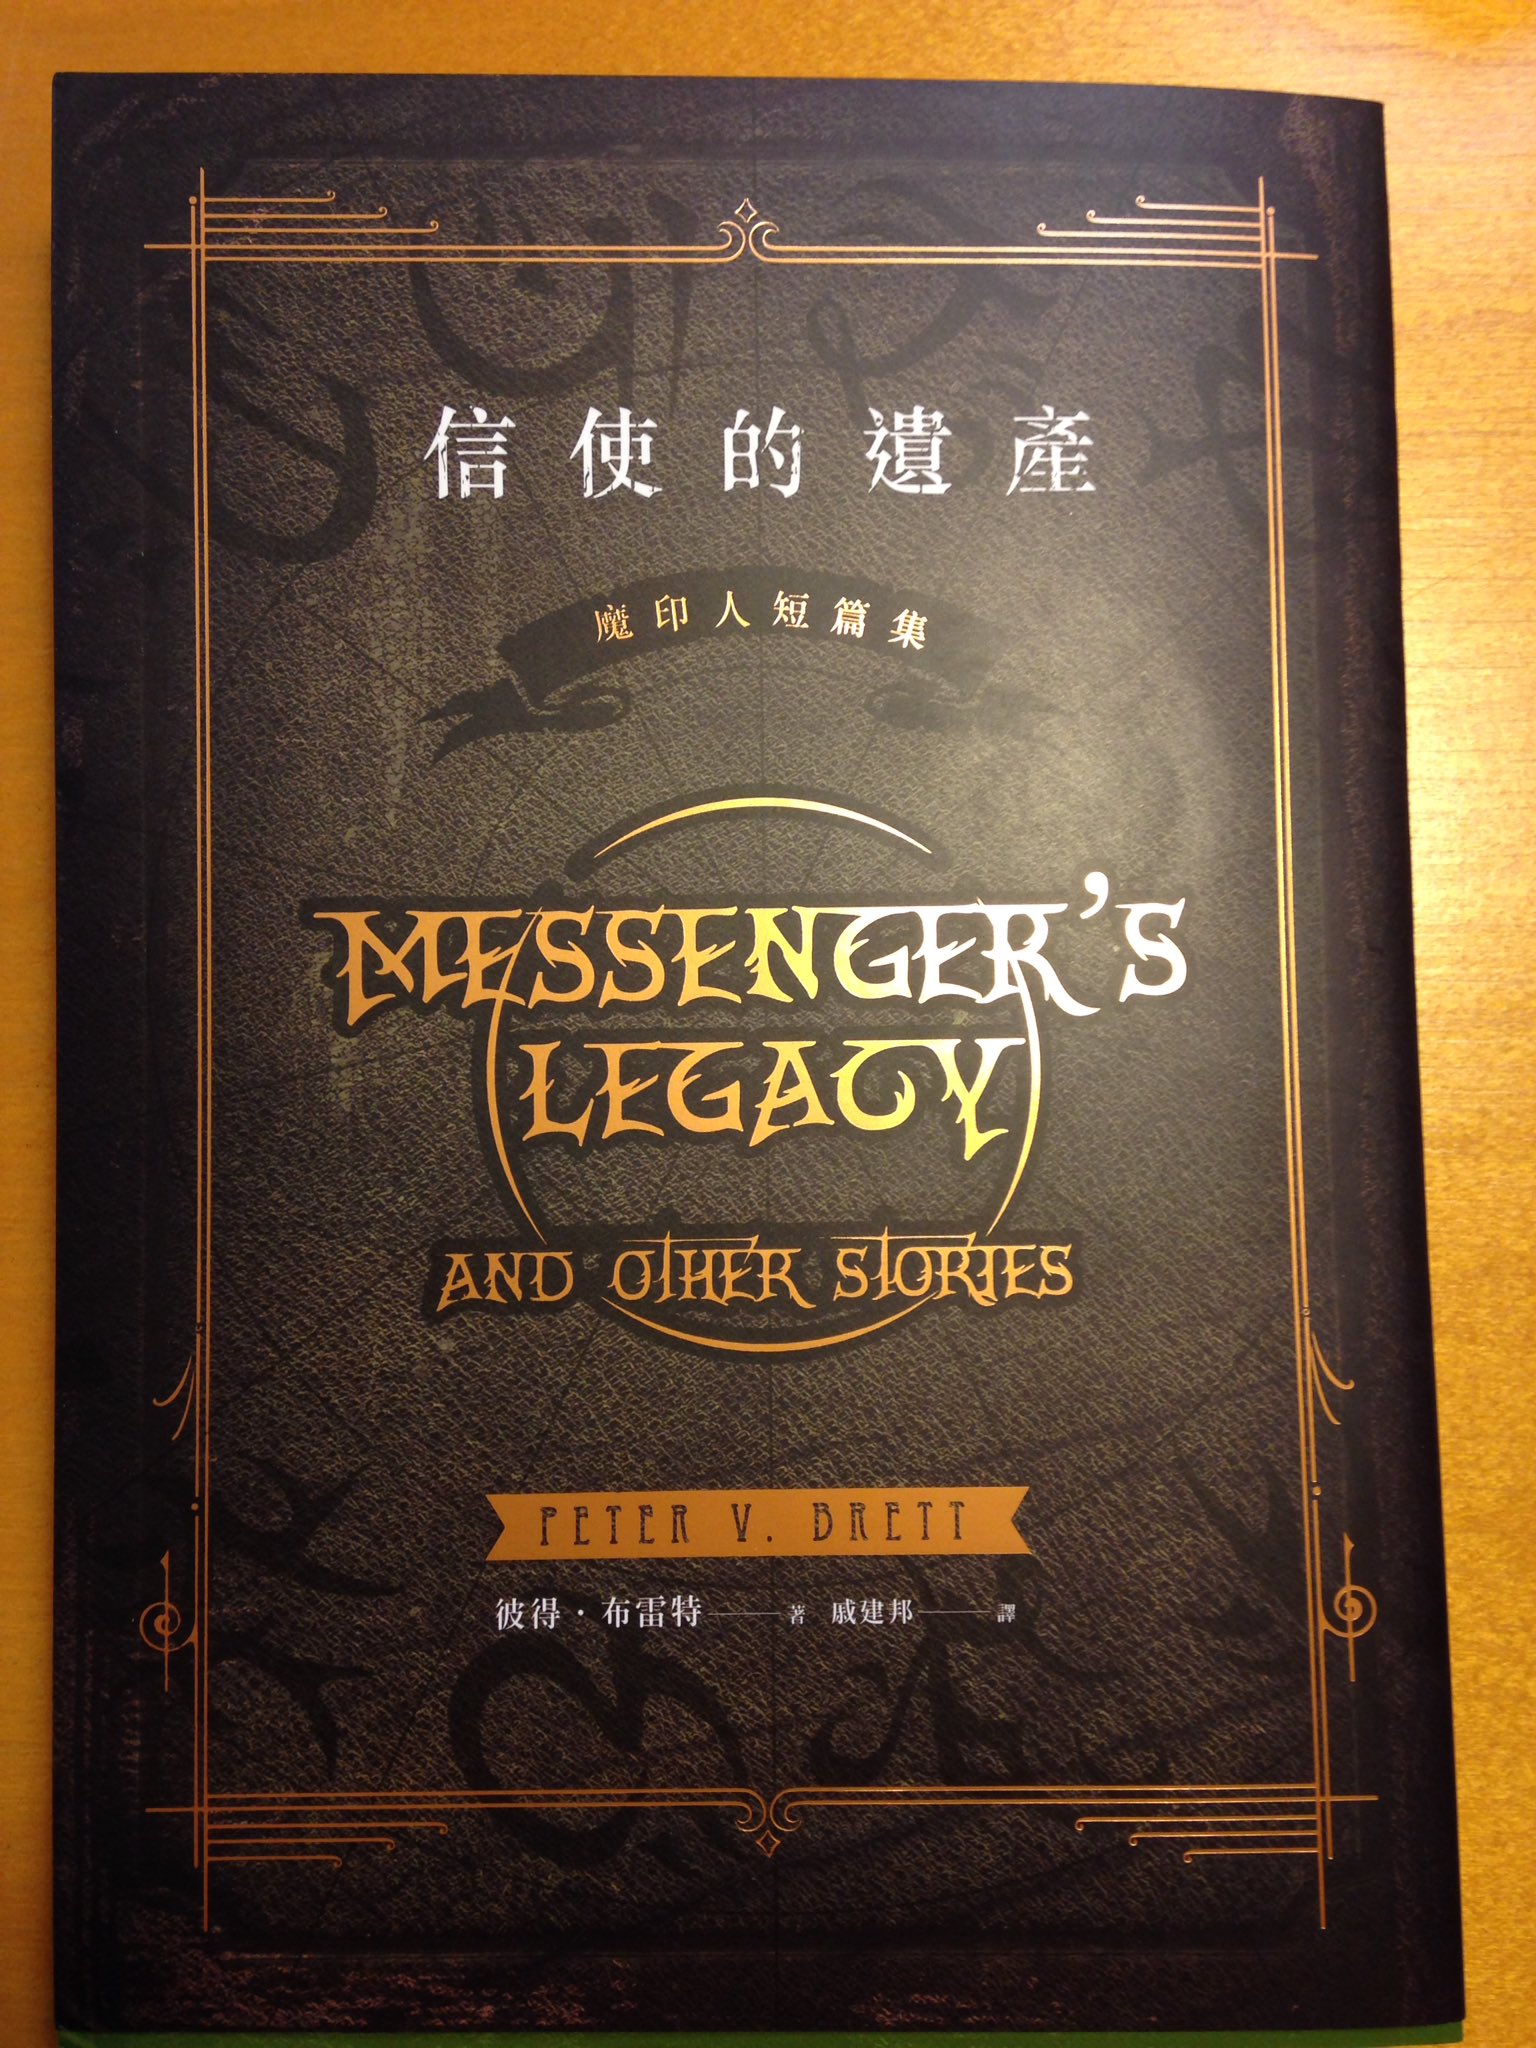 信使的遺產
魔印人短篇集
MESSENGER'S
LEGACY
AND OTHER STORIES
PETER V. BRETT
彼得・布雷特——著 戚建邦——譯